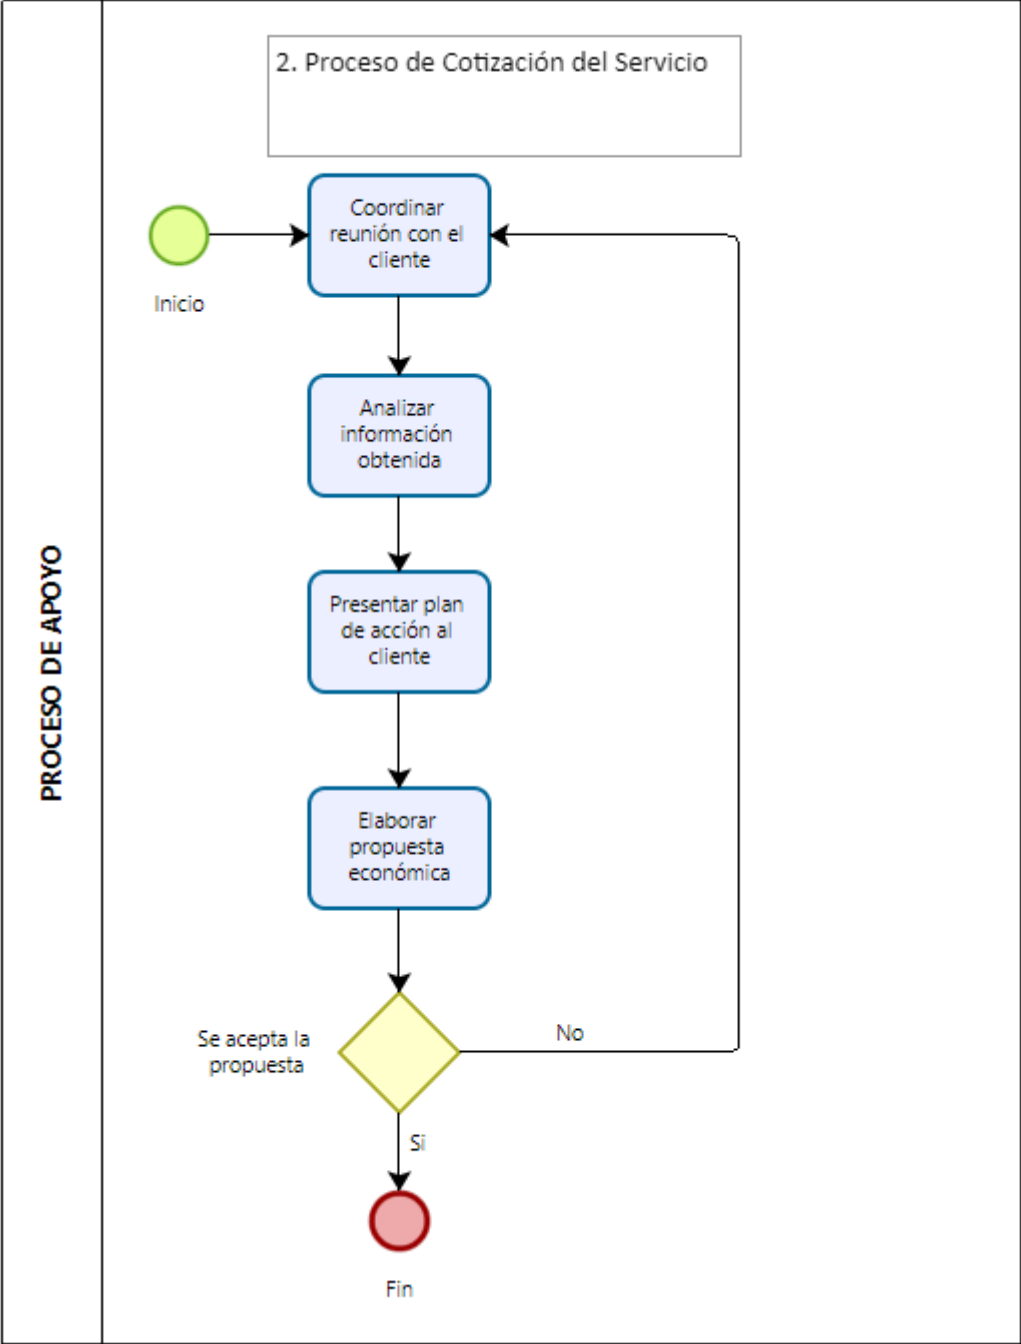 PROCESO DE APOYO
2. Proceso de Cotización del Servicio
Coordinar
reunión con el
cliente
Inicio
Analizar
información
obtenida
Presentar plan
de acción al
cliente
Elaborar
propuesta
económica
Se acepta la
propuesta
No
Si
Fin